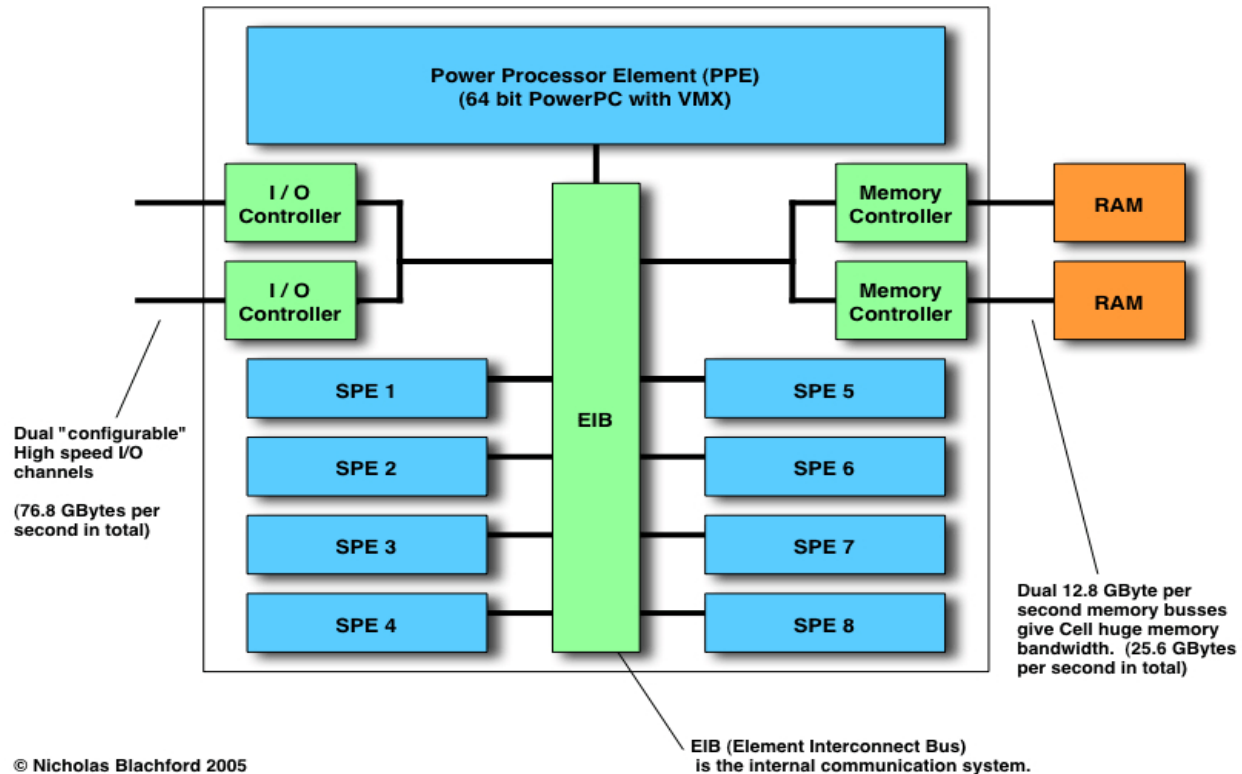 Power Processor Element (PPE)
(64 bit PowerPC with VMX)
I / O
Controller
Memory
Controller
RAM
I / O
Controller
Memory
Controller
RAM
SPE 1
SPE 5
EIB
SPE 2
SPE 6
SPE 3
SPE 7
SPE 4
SPE 8
Dual "configurable"
High speed I/O
channels
(76.8 GBytes per
second in total)
Dual 12.8 GByte per
second memory busses
give Cell huge memory
bandwidth. (25.6 GBytes
per second in total)
EIB (Element Interconnect Bus)
is the internal communication system.
© Nicholas Blachford 2005